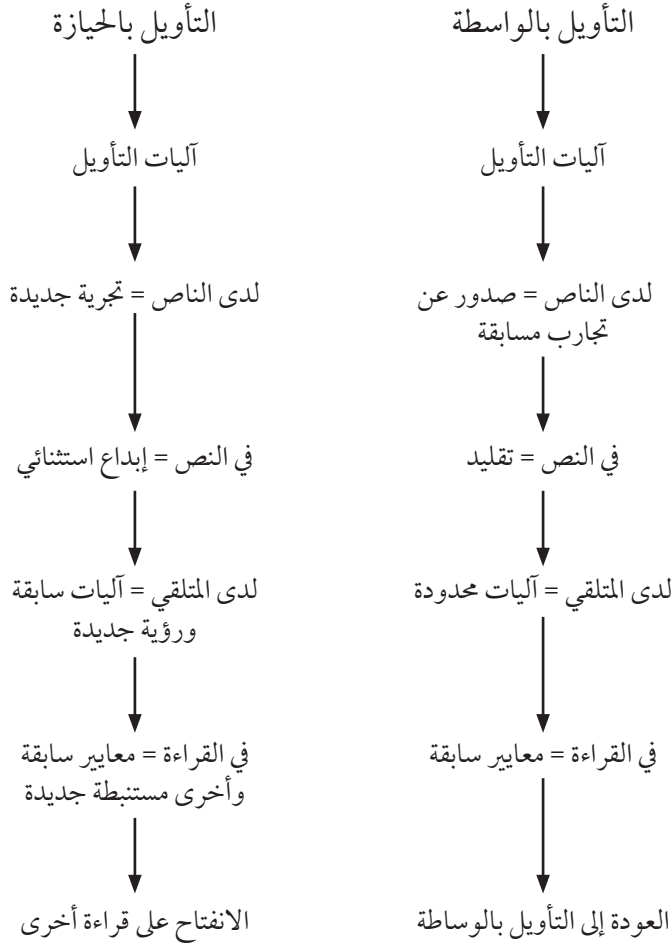 التأويل بالواسطة
آليات التأويل
لدى الناص = صدور عن
تجارب مسابقة
في النص = تقليد
لدى المتلقي = آليات محدودة
في القراءة = معايير سابقة
العودة إلى التأويل بالوساطة
التأويل بالحيازة
آليات التأويل
لدى الناص = تجرية جديدة
في النص = إبداع استثنائي
لدى المتلقي = آليات سابقة
ورؤية جديدة
في القراءة = معايير سابقة
وأخرى مستنبطة جديدة
الانفتاح على قراءة أخرى